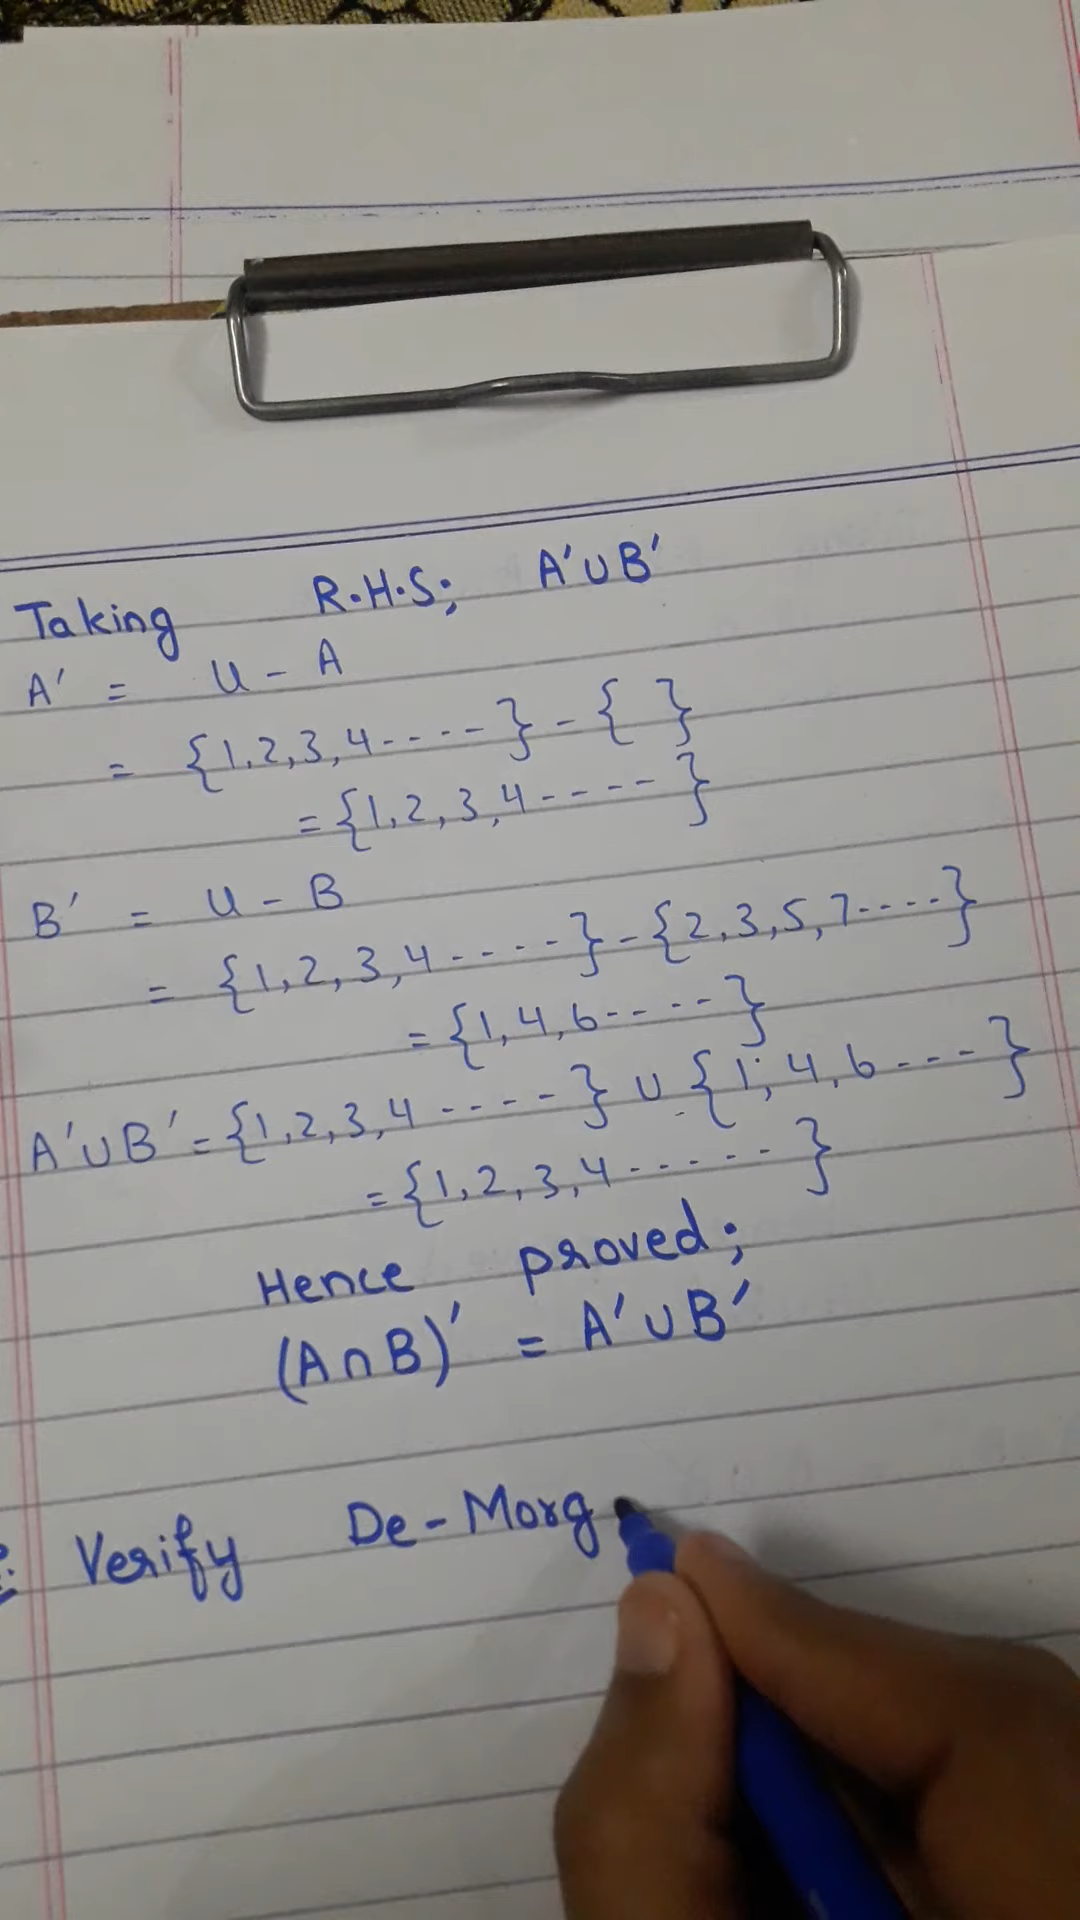 Taking R.H.S; A'∪B'
A' = U - A
= {1,2,3,4-----} - { }
= {1,2,3,4-----}
B' = U - B
= {1,2,3,4-----} - {2,3,5,7-----}
= {1,4,6-----}
A'∪B' = {1,2,3,4-----} ∪ {1,4,6---}
= {1,2,3,4------}
Hence proved;
(A∩B)' = A'∪B'
Verify De-Morg